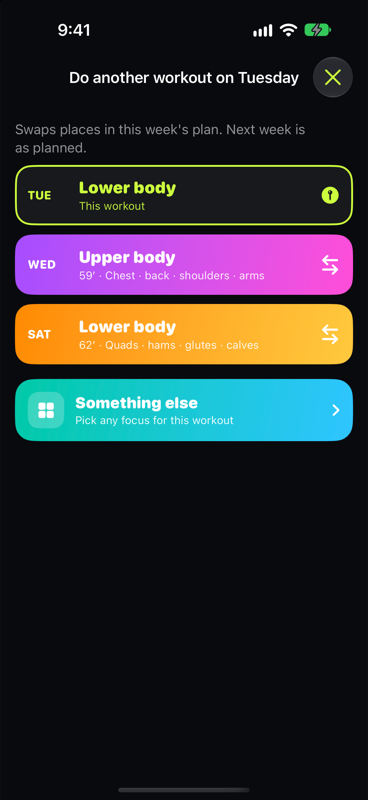 9:41
Do another workout on Tuesday
Swaps places in this week's plan. Next week is
as planned.
TUE
Lower body
This workout
WED
Upper body
59′ · Chest · back · shoulders · arms
SAT
Lower body
62′ · Quads · hams · glutes · calves
Something else
Pick any focus for this workout